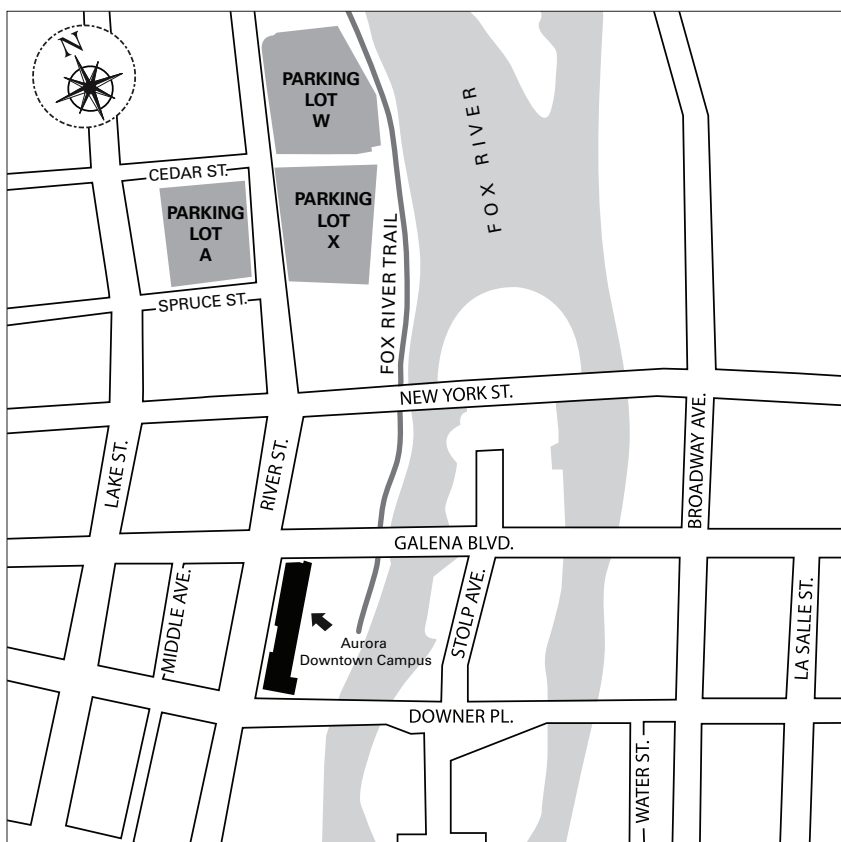 N
PARKING
LOT
W
FOX RIVER
CEDAR ST.
PARKING
LOT
A
PARKING
LOT
X
FOX RIVER TRAIL
SPRUCE ST.
NEW YORK ST.
LAKE ST.
RIVER ST.
BROADWAY AVE.
GALENA BLVD.
MIDDLE AVE.
STOLP AVE.
LA SALLE ST.
Aurora
Downtown Campus
DOWNER PL.
WATER ST.